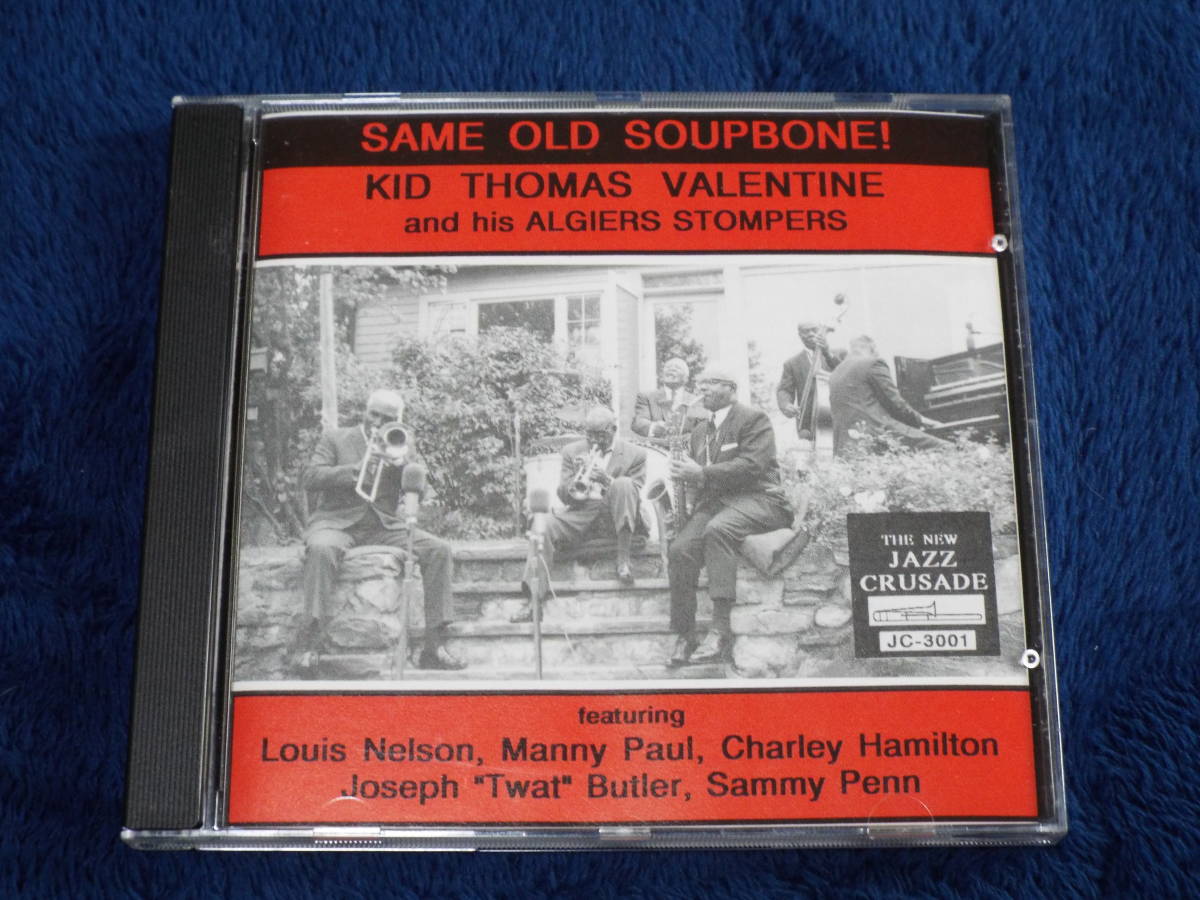 SAME OLD SOUPBONE!
KID THOMAS VALENTINE
and his ALGIERS STOMPERS
THE NEW
JAZZ
CRUSADE
JC-3001
featuring
Louis Nelson, Manny Paul, Charley Hamilton
Joseph "Twat" Butler, Sammy Penn